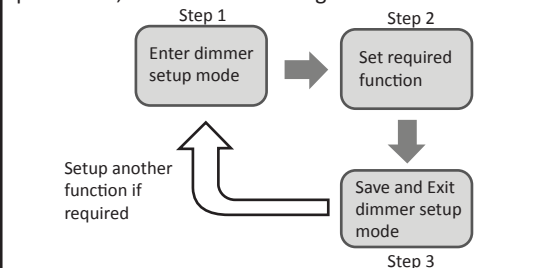 Step 1
Step 2
Enter dimmer
setup mode
Set required
function
Setup another
function if
required
Save and Exit
dimmer setup
mode
Step 3